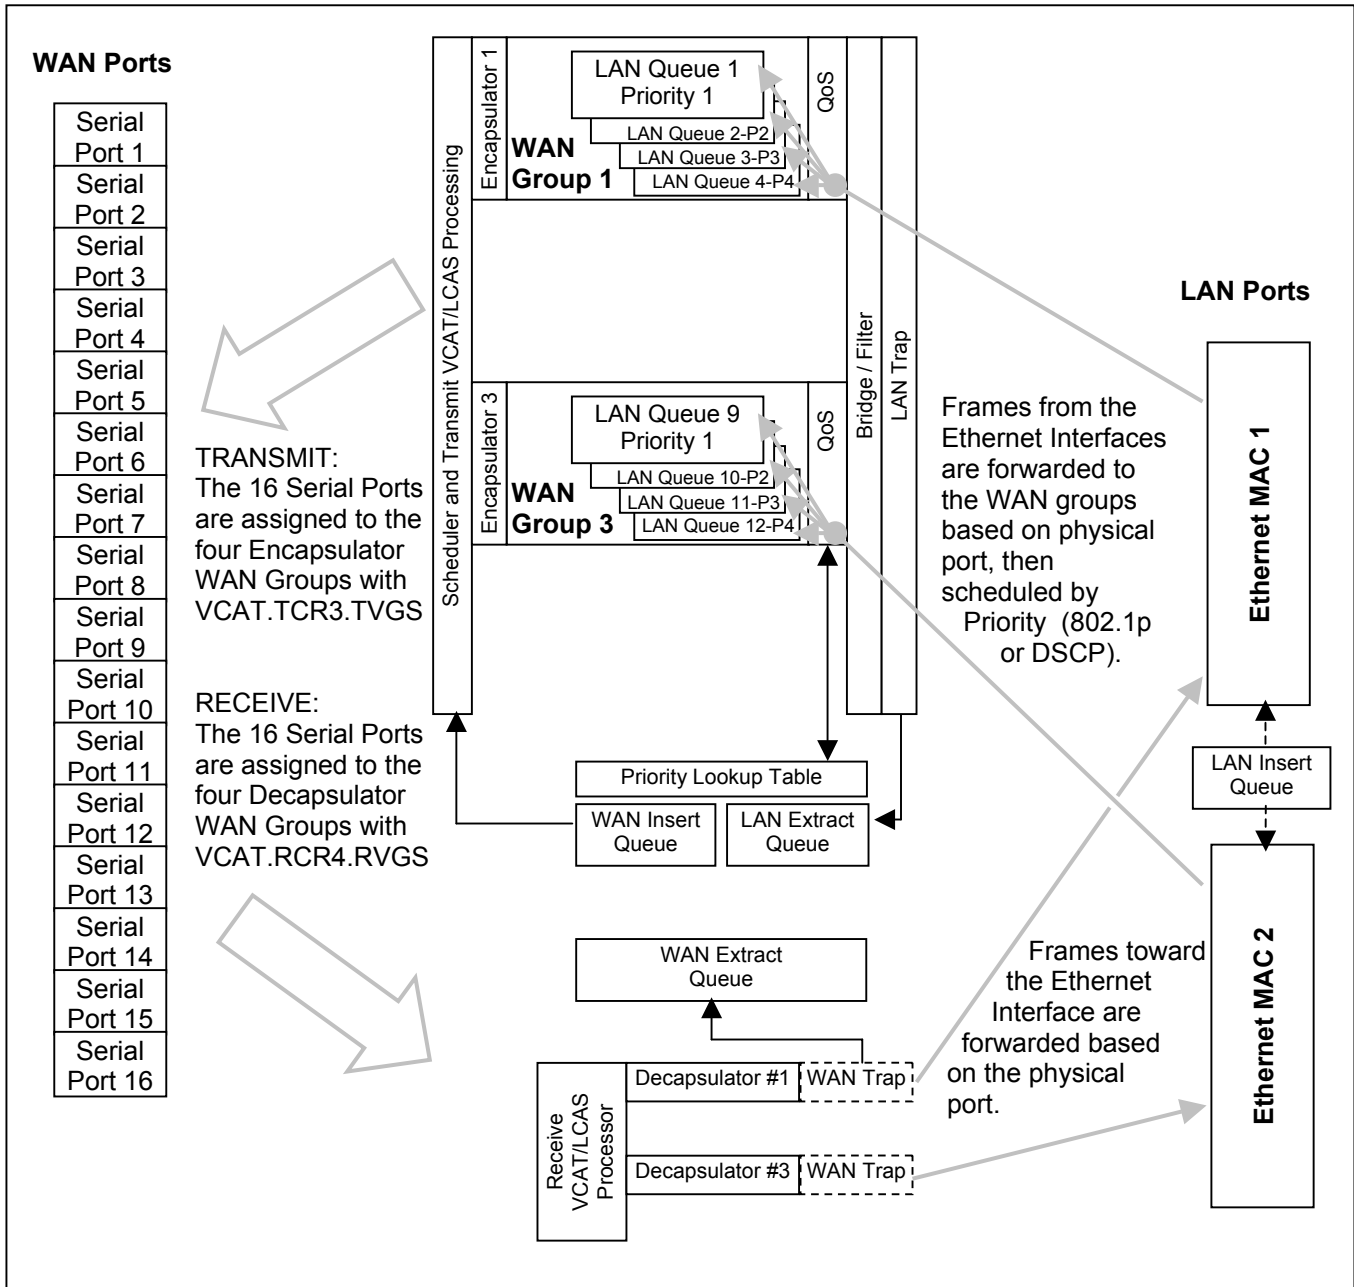 WAN Ports
Serial
Port 1
Serial
Port 2
Serial
Port 3
Serial
Port 4
Serial
Port 5
Serial
Port 6
Serial
Port 7
Serial
Port 8
Serial
Port 9
Serial
Port 10
Serial
Port 11
Serial
Port 12
Serial
Port 13
Serial
Port 14
Serial
Port 15
Serial
Port 16
TRANSMIT:
The 16 Serial Ports
are assigned to the
four Encapsulator
WAN Groups with
VCAT.TCR3.TVGS
RECEIVE:
The 16 Serial Ports
are assigned to the
four Decapsulator
WAN Groups with
VCAT.RCR4.RVGS
Scheduler and Transmit VCAT/LCAS Processing
Encapsulator 1
WAN
Group 1
LAN Queue 1
Priority 1
LAN Queue 2-P2
LAN Queue 3-P3
LAN Queue 4-P4
QoS
Encapsulator 3
WAN
Group 3
LAN Queue 9
Priority 1
LAN Queue 10-P2
LAN Queue 11-P3
LAN Queue 12-P4
QoS
Bridge / Filter
LAN Trap
Priority Lookup Table
WAN Insert
Queue
LAN Extract
Queue
WAN Extract
Queue
Receive
VCAT/LCAS
Processor
Decapsulator #1
WAN Trap
Decapsulator #3
WAN Trap
LAN Ports
Frames from the
Ethernet Interfaces
are forwarded to
the WAN groups
based on physical
port, then
scheduled by
Priority (802.1p
or DSCP).
Ethernet MAC 1
LAN Insert
Queue
Ethernet MAC 2
Frames toward
the Ethernet
Interface are
forwarded based
on the physical
port.